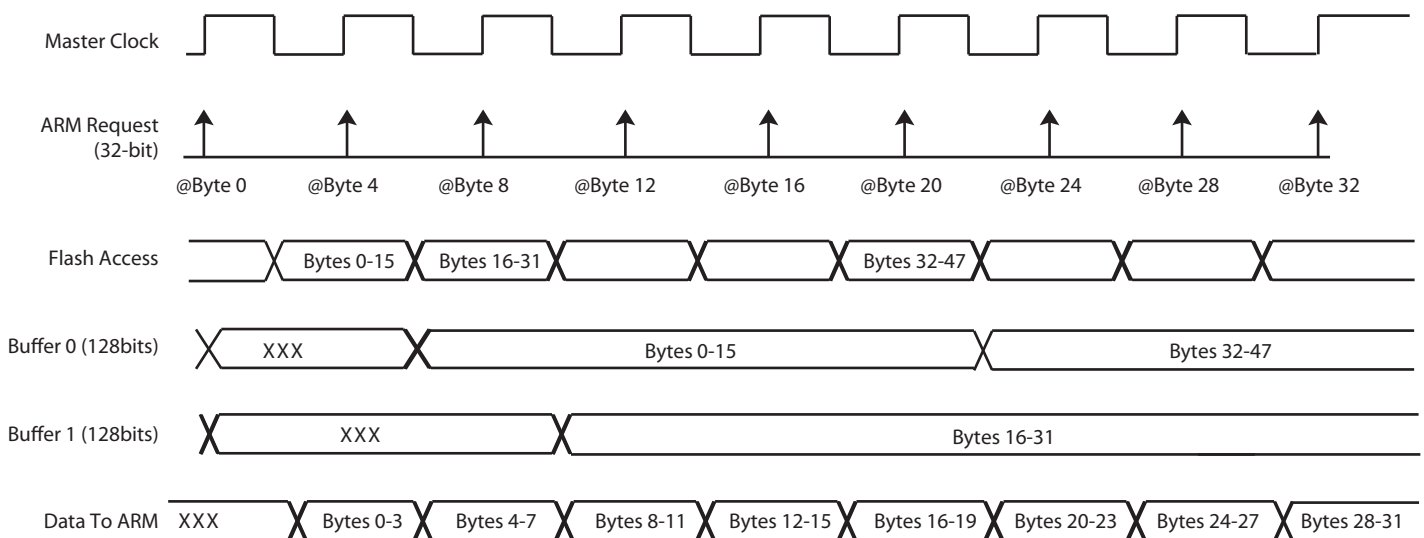 Master Clock
ARM Request
(32-bit)
@Byte 0 @Byte 4 @Byte 8 @Byte 12 @Byte 16 @Byte 20 @Byte 24 @Byte 28 @Byte 32
Flash Access Bytes 0-15 Bytes 16-31 Bytes 32-47
Buffer 0 (128bits) XXX Bytes 0-15 Bytes 32-47
Buffer 1 (128bits) XXX Bytes 16-31
Data To ARM XXX Bytes 0-3 Bytes 4-7 Bytes 8-11 Bytes 12-15 Bytes 16-19 Bytes 20-23 Bytes 24-27 Bytes 28-31